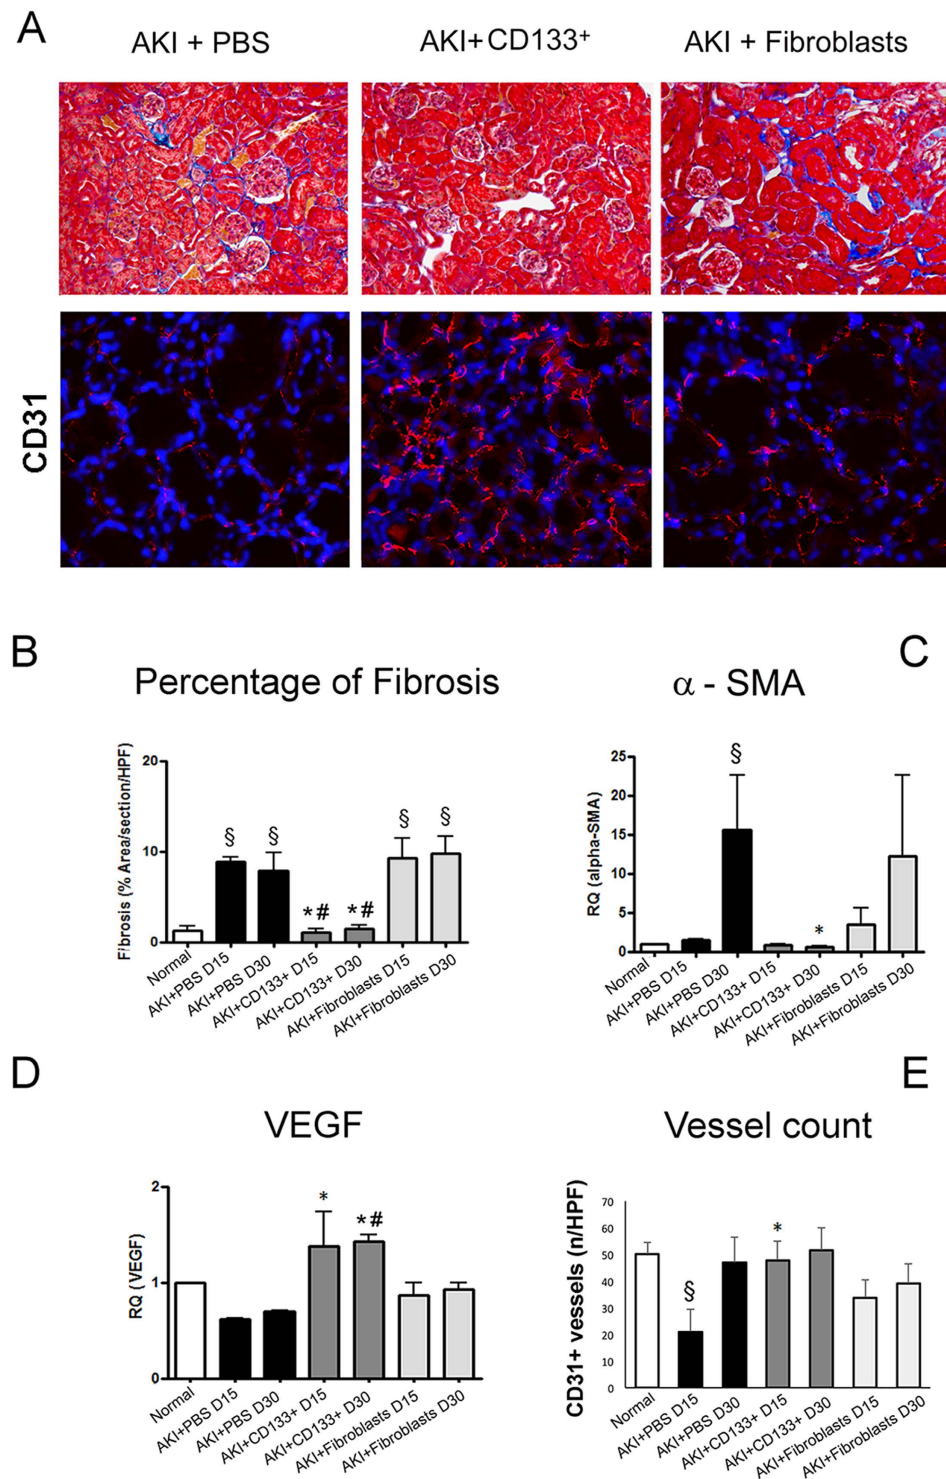 A
AKI + PBS
AKI+CD133+
AKI + Fibroblasts
CD31
B
Percentage of Fibrosis
Fibrosis (% Area/section/HPF)
20
10
0
§
§
*#
*#
§
§
Normal
AKI+PBS D15
AKI+PBS D30
AKI+CD133+ D15
AKI+CD133+ D30
AKI+Fibroblasts D15
AKI+Fibroblasts D30
C
α - SMA
RQ (alpha-SMA)
25
20
15
10
5
0
§
*
Normal
AKI+PBS D15
AKI+PBS D30
AKI+CD133+ D15
AKI+CD133+ D30
AKI+Fibroblasts D15
AKI+Fibroblasts D30
D
VEGF
RQ (VEGF)
2
1
0
*
*#
Normal
AKI+PBS D15
AKI+PBS D30
AKI+CD133+ D15
AKI+CD133+ D30
AKI+Fibroblasts D15
AKI+Fibroblasts D30
E
Vessel count
CD31+ vessels (n/HPF)
70
60
50
40
30
20
10
0
§
*
Normal
AKI+PBS D15
AKI+PBS D30
AKI+CD133+ D15
AKI+CD133+ D30
AKI+Fibroblasts D15
AKI+Fibroblasts D30